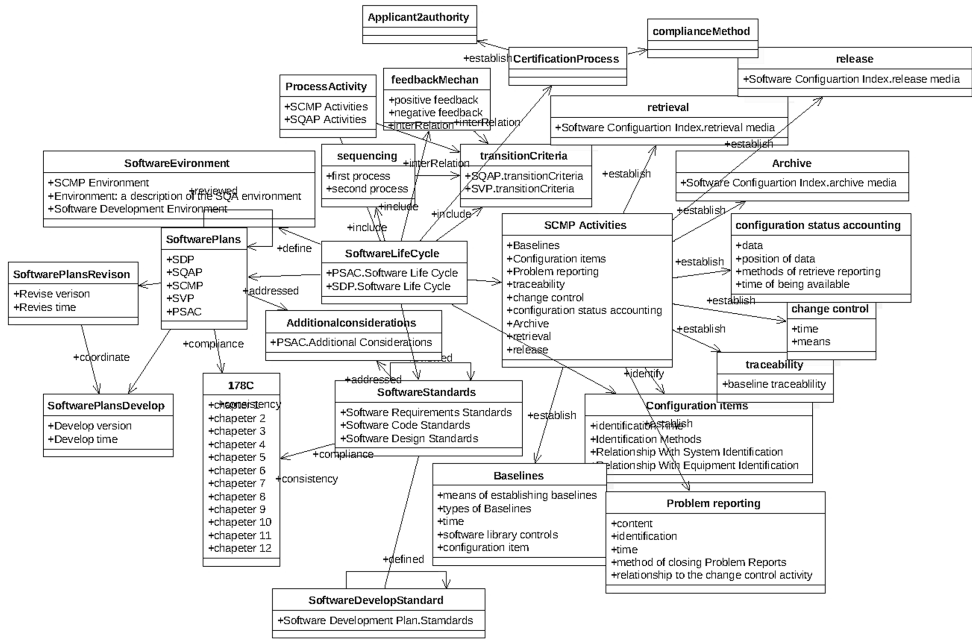 Applicant2authority
complianceMethod
+establish
CertificationProcess
release
+Software Configuartion Index.release media
ProcessActivity
+SCMP Activities
+SQAP Activities
feedbackMechan
+positive feedback
+negative feedback
+interRelation
+interRelation
retrieval
+Software Configuartion Index.retrieval media
+establish
sequencing
+first process
+second process
+interRelation
transitionCriteria
+SQAP.transitionCriteria
+SVP.transitionCriteria
+establish
Archive
+Software Configuartion Index.archive media
SoftwareEvironment
+SCMP Environment
+Environment: a description of the SQA environment
+Software Development Environment
+reviewed
+include
+include
+establish
SCMP Activities
+Baselines
+Configuration items
+Problem reporting
+traceability
+change control
+configuration status accounting
+Archive
+retrieval
+release
configuration status accounting
+data
+position of data
+methods of retrieve reporting
+time of being available
+establish
+establish
SoftwarePlans
+SDP
+SQAP
+SCMP
+SVP
+PSAC
+define
SoftwareLifeCycle
+PSAC.Software Life Cycle
+SDP.Software Life Cycle
SoftwarePlansRevison
+Revise verison
+Revies time
+addressed
change control
+time
+means
+establish
Additionalconsiderations
+PSAC.Additional Considerations
+coordinate
+compliance
traceability
+baseline traceablility
+addressed
+identify
178C
chapeter 2
+chapeter 3
+chapeter 4
+chapeter 5
+chapeter 6
+chapeter 7
+chapeter 8
+chapeter 9
+chapeter 10
+chapeter 11
+chapeter 12
+consistency
SoftwareStandards
+Software Requirements Standards
+Software Code Standards
+Software Design Standards
SoftwarePlansDevelop
+Develop version
+Develop time
+establish
Configuration items
+identification Time
+Identification Methods
+Relationship With System Identification
+Relationship With Equipment Identification
+establish
+compliance
+consistency
Baselines
+means of establishing baselines
+types of Baselines
+time
+software library controls
+configuration item
Problem reporting
+content
+identification
+time
+method of closing Problem Reports
+relationship to the change control activity
+defined
SoftwareDevelopStandard
+Software Development Plan.Stamdards